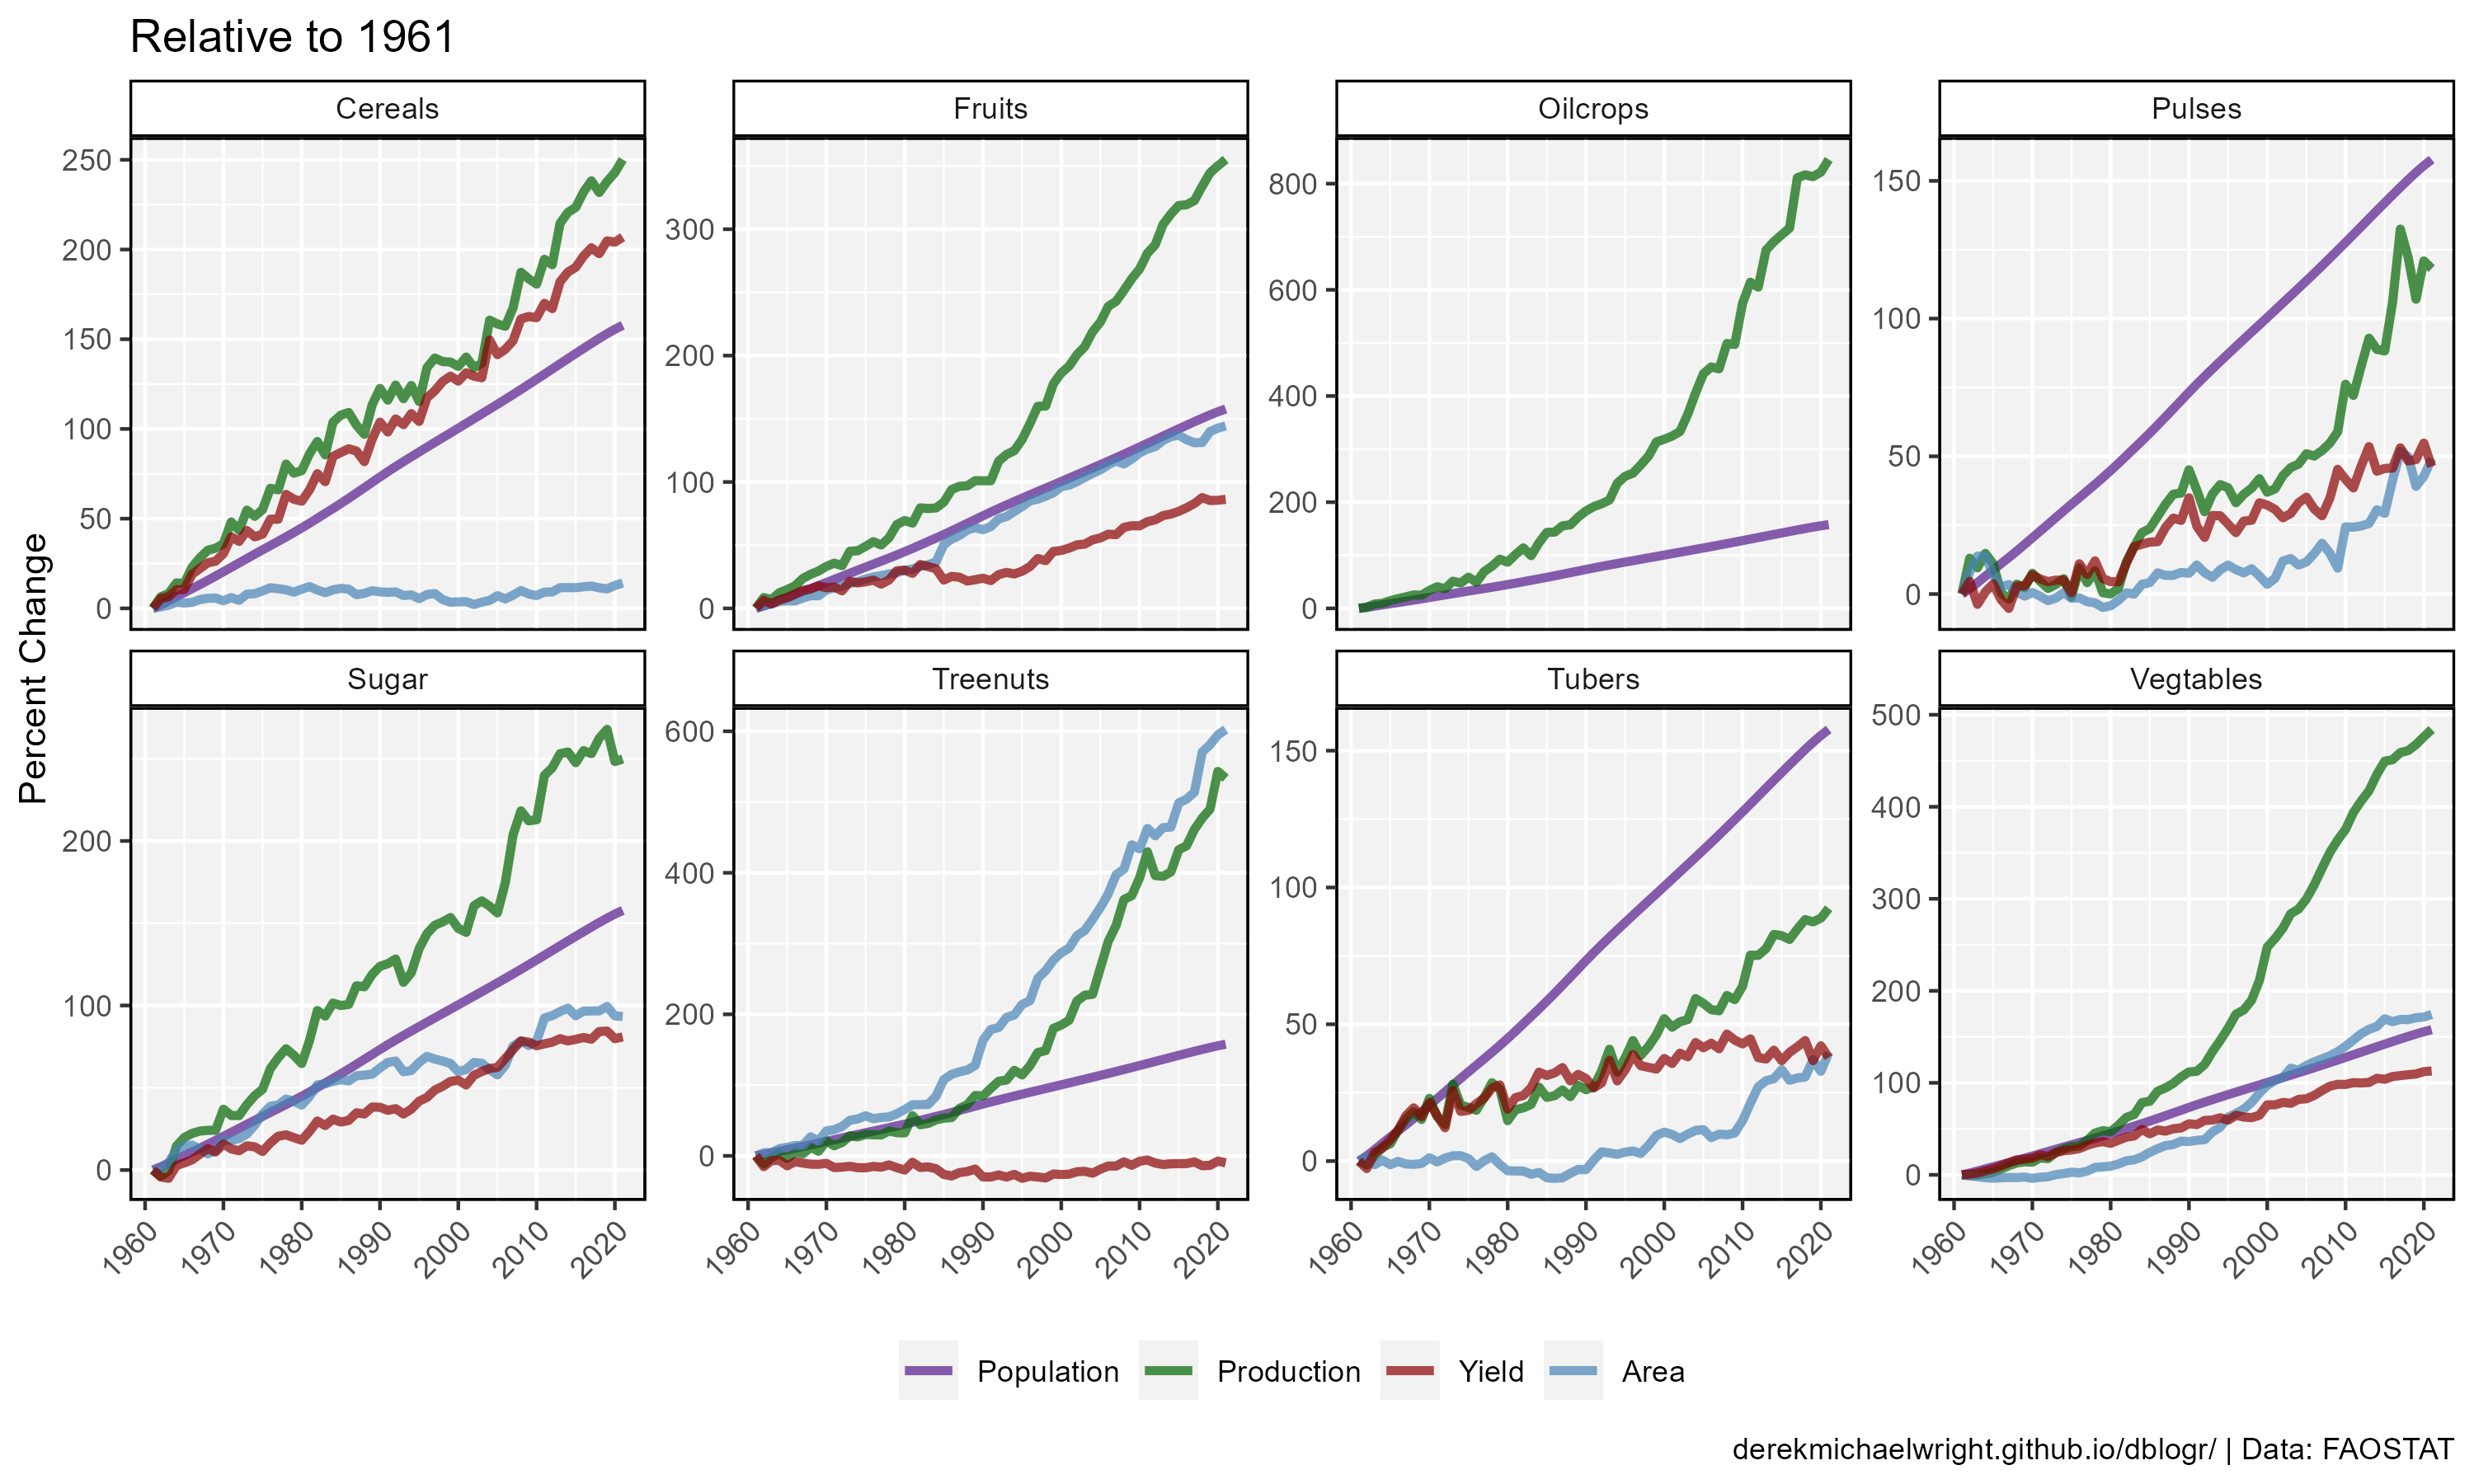 Relative to 1961
Cereals
Fruits
Oilcrops
Pulses
250
200
150
100
50
0
300
200
100
0
800
600
400
200
0
150
100
50
0
Percent Change
Sugar
Treenuts
Tubers
Vegtables
200
100
0
600
400
200
0
150
100
50
0
500
400
300
200
100
0
1960 1970 1980 1990 2000 2010 2020
1960 1970 1980 1990 2000 2010 2020
1960 1970 1980 1990 2000 2010 2020
1960 1970 1980 1990 2000 2010 2020
Population Production Yield Area
derekmichaelwright.github.io/dblogr/ | Data: FAOSTAT